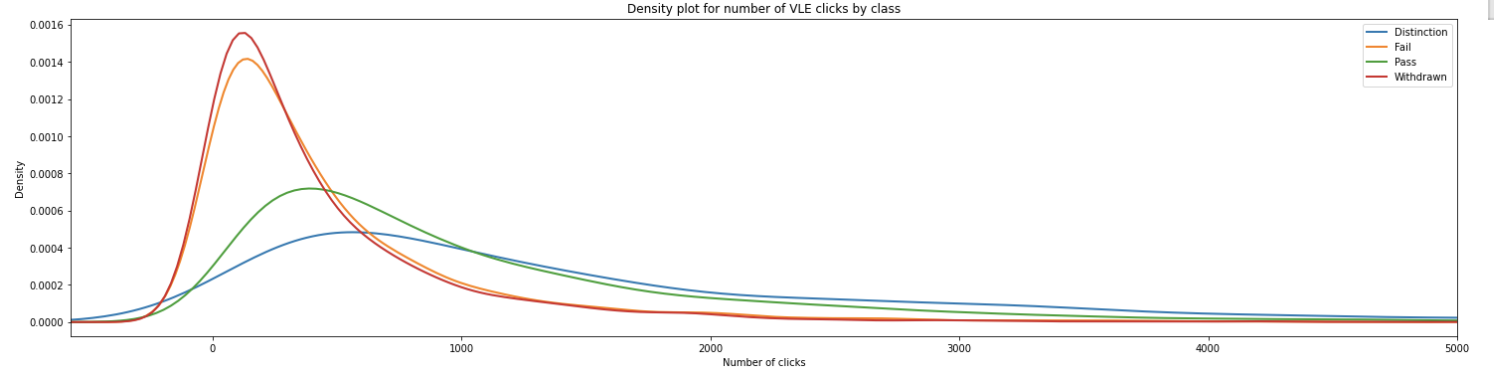 Density plot for number of VLE clicks by class
0.0016
0.0014
0.0012
0.0010
0.0008
0.0006
0.0004
0.0002
0.0000
Density
Distinction
Fail
Pass
Withdrawn
0 1000 2000 3000 4000 5000
Number of clicks